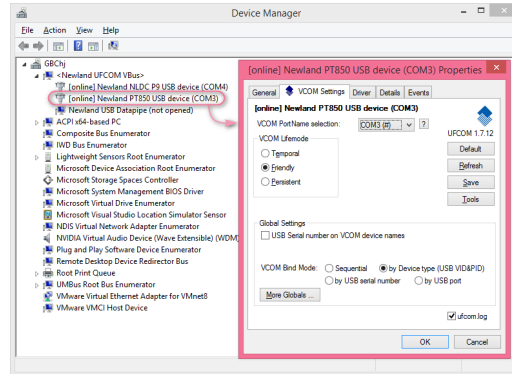 Device Manager
File Action View Help
GBChj
<Newland UFCOM VBus>
[online] Newland NLDC P9 USB device (COM4)
[online] Newland PT850 USB device (COM3)
Newland USB Datapipe (not opened)
ACPI x64-based PC
Composite Bus Enumerator
IWD Bus Enumerator
Lightweight Sensors Root Enumerator
Microsoft Device Association Root Enumerator
Microsoft Storage Spaces Controller
Microsoft System Management BIOS Driver
Microsoft Virtual Drive Enumerator
Microsoft Visual Studio Location Simulator Sensor
NDIS Virtual Network Adapter Enumerator
NVIDIA Virtual Audio Device (Wave Extensible) (WDM)
Plug and Play Software Device Enumerator
Remote Desktop Device Redirector Bus
Root Print Queue
UMBus Root Bus Enumerator
VMware Virtual Ethernet Adapter for VMnet8
VMware VMCI Host Device
[online] Newland PT850 USB device (COM3) Properties
General VCOM Settings Driver Details Events
[online] Newland PT850 USB device (COM3)
VCOM PortName selection: COM3 (#) ?
UFCOM 1.7.12
VCOM Lifemode
Temporal
Friendly
Persistent
Default
Refresh
Save
Tools
Global Settings
USB Serial number on VCOM device names
VCOM Bind Mode: Sequential by Device type (USB VID&PID)
by USB serial number by USB port
More Globals ...
ufcom.log
OK Cancel